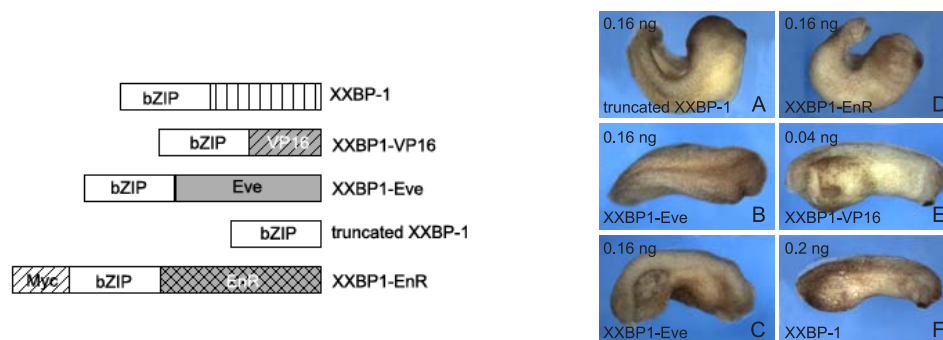 bZIP
XXBP-1
bZIP VP16
XXBP1-VP16
bZIP Eve
XXBP1-Eve
bZIP
truncated XXBP-1
Myc bZIP EnR
XXBP1-EnR
0.16 ng
truncated XXBP-1 A
0.16 ng
XXBP1-EnR D
0.16 ng
XXBP1-Eve B
0.04 ng
XXBP1-VP16 E
0.16 ng
XXBP1-Eve C
0.2 ng
XXBP-1 F